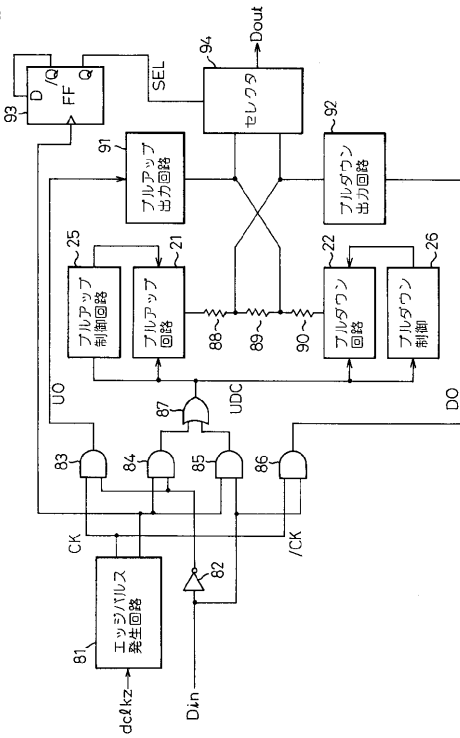 93
D
/Q
FF
Q
SEL
94
セレクタ
Dout
91
プルアップ
出力回路
92
プルダウン
出力回路
25
プルアップ
制御回路
21
プルアップ
回路
88
89
90
22
プルダウン
回路
26
プルダウン
制御
UO
83
84
85
86
87
UDC
DO
CK
/CK
81
エッジパルス
発生回路
82
dclkz
Din